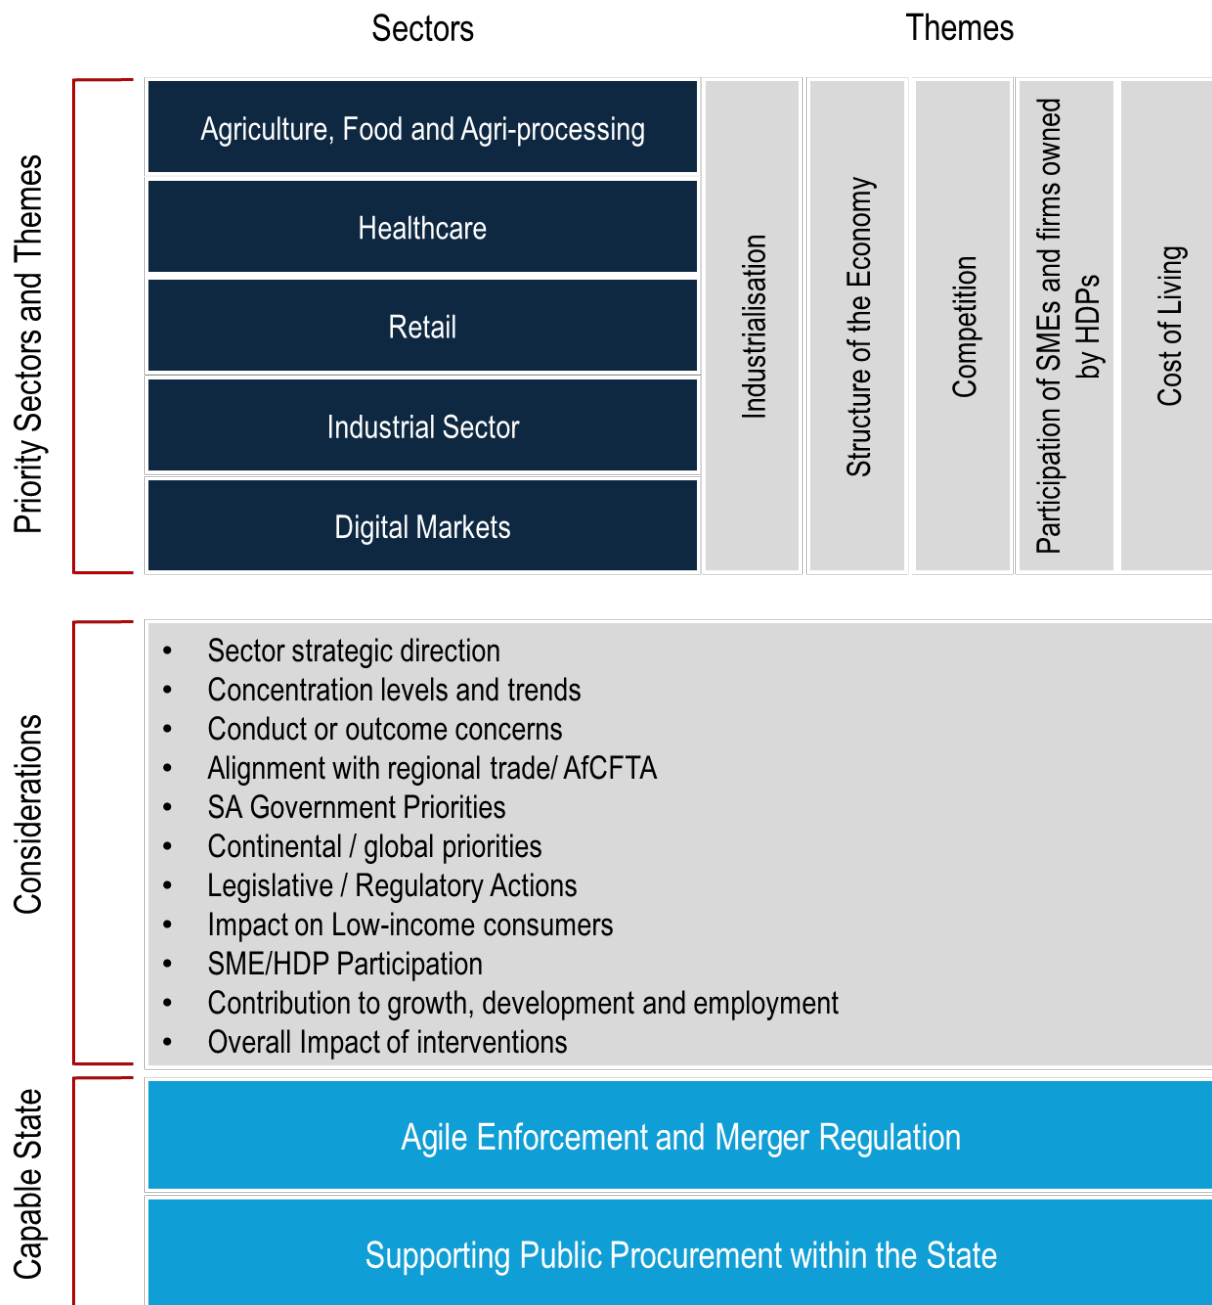 Sectors
Themes
Priority Sectors and Themes
Agriculture, Food and Agri-processing
Healthcare
Retail
Industrial Sector
Digital Markets
Industrialisation
Structure of the Economy
Competition
Participation of SMEs and firms owned
by HDPs
Cost of Living
Considerations
• Sector strategic direction
• Concentration levels and trends
• Conduct or outcome concerns
• Alignment with regional trade/ AfCFTA
• SA Government Priorities
• Continental / global priorities
• Legislative / Regulatory Actions
• Impact on Low-income consumers
• SME/HDP Participation
• Contribution to growth, development and employment
• Overall Impact of interventions
Capable State
Agile Enforcement and Merger Regulation
Supporting Public Procurement within the State